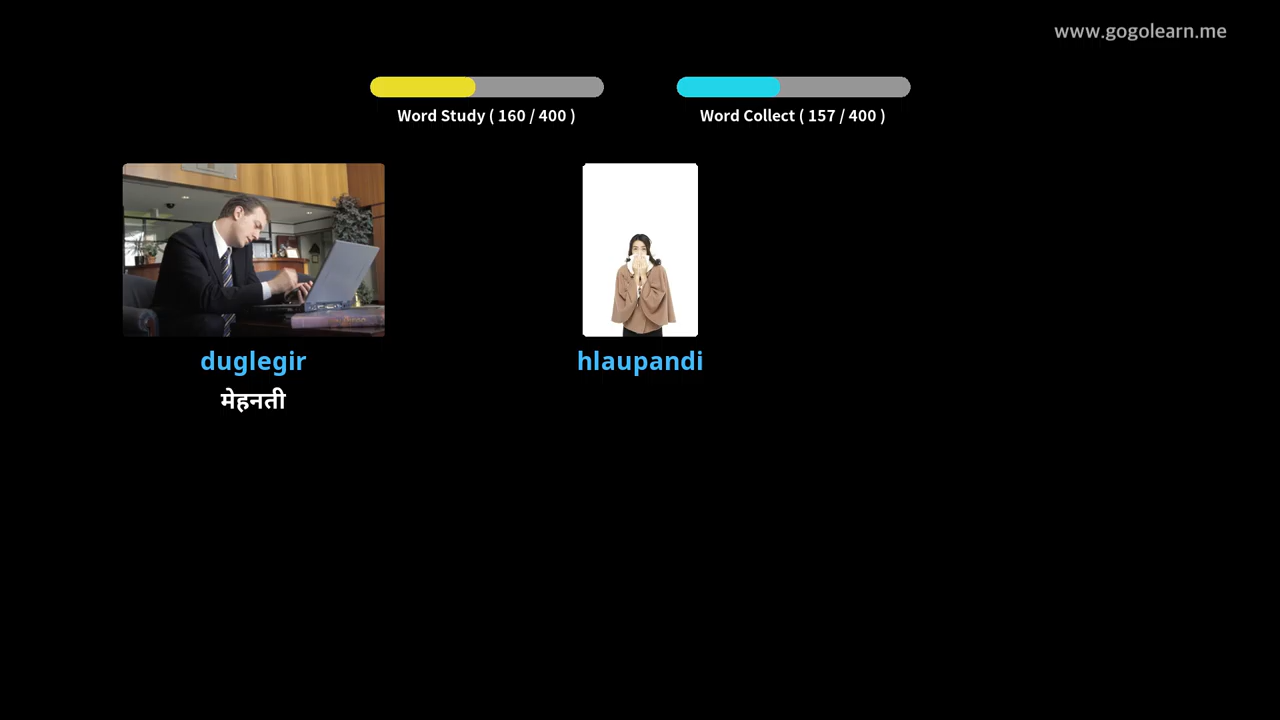 www.gogolearn.me
Word Study ( 160 / 400 )
Word Collect ( 157 / 400 )
duglegir
hlaupandi
मेहनती